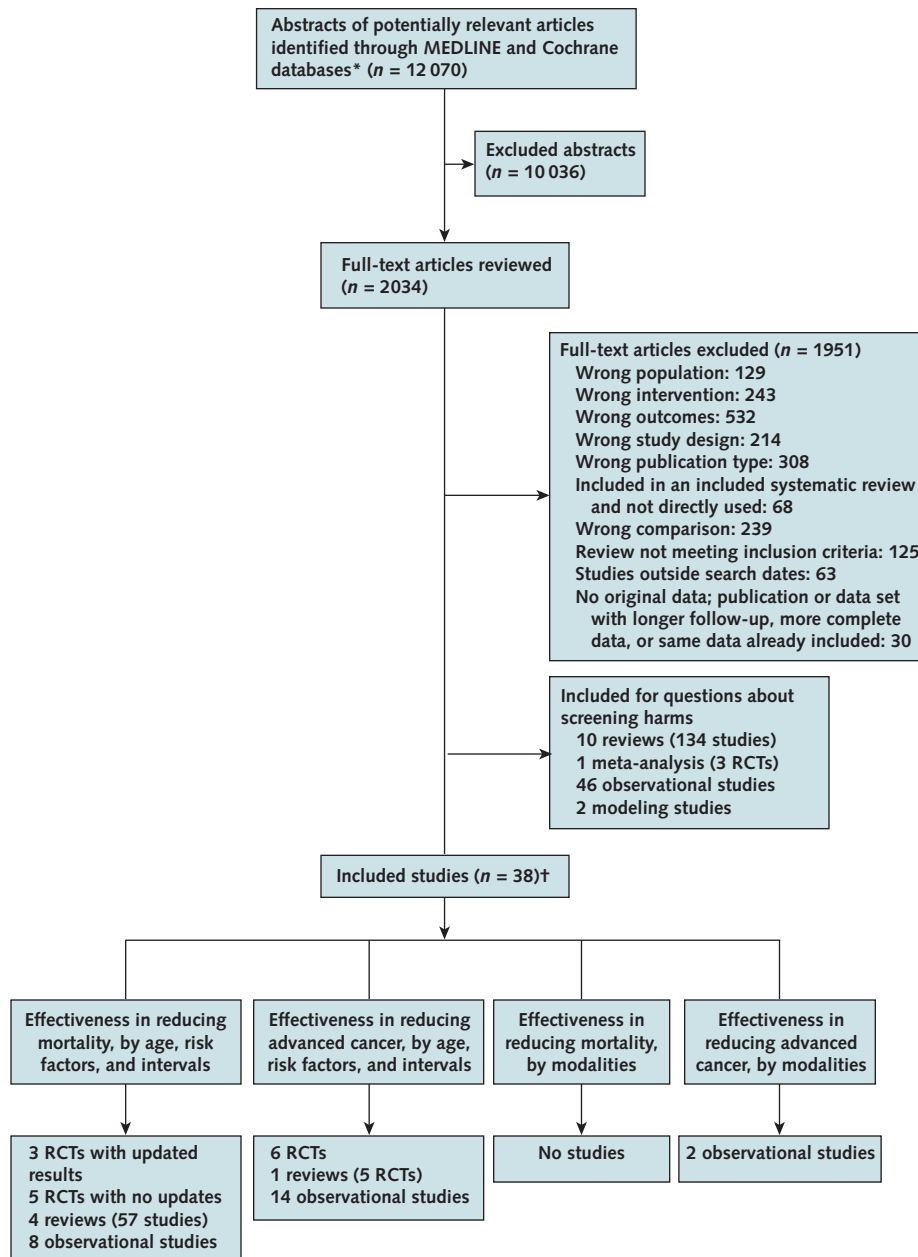 Abstracts of potentially relevant articles
identified through MEDLINE and Cochrane
databases* (n = 12 070)
Excluded abstracts
(n = 10 036)
Full-text articles reviewed
(n = 2034)
Full-text articles excluded (n = 1951)
Wrong population: 129
Wrong intervention: 243
Wrong outcomes: 532
Wrong study design: 214
Wrong publication type: 308
Included in an included systematic review
and not directly used: 68
Wrong comparison: 239
Review not meeting inclusion criteria: 125
Studies outside search dates: 63
No original data; publication or data set
with longer follow-up, more complete
data, or same data already included: 30
Included for questions about
screening harms
10 reviews (134 studies)
1 meta-analysis (3 RCTs)
46 observational studies
2 modeling studies
Included studies (n = 38)†
Effectiveness in reducing
mortality, by age, risk
factors, and intervals
Effectiveness in reducing
advanced cancer, by age,
risk factors, and intervals
Effectiveness in
reducing mortality,
by modalities
Effectiveness in
reducing advanced
cancer, by modalities
3 RCTs with updated
results
5 RCTs with no updates
4 reviews (57 studies)
8 observational studies
6 RCTs
1 reviews (5 RCTs)
14 observational studies
No studies
2 observational studies